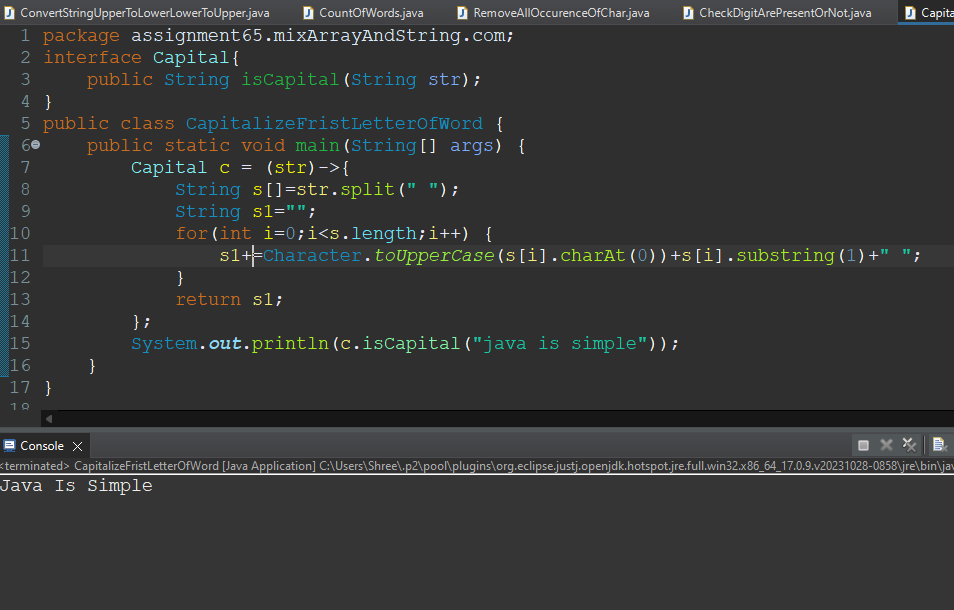 ConvertStringUpperToLowerLowerToUpper.java CountOfWords.java RemoveAllOccurenceOfChar.java CheckDigitArePresentOrNot.java Capita
1 package assignment65.mixArrayAndString.com;
2 interface Capital{
3 public String isCapital(String str);
4 }
5 public class CapitalizeFristLetterOfWord {
6 public static void main(String[] args) {
7 Capital c = (str)->{
8 String s[]=str.split(" ");
9 String s1="";
10 for(int i=0;i<s.length;i++) {
11 s1+=Character.toUpperCase(s[i].charAt(0))+s[i].substring(1)+" ";
12 }
13 return s1;
14 };
15 System.out.println(c.isCapital("java is simple"));
16 }
17 }
18
Console
<terminated> CapitalizeFristLetterOfWord [Java Application] C:\Users\Shree\.p2\pool\plugins\org.eclipse.justj.openjdk.hotspot.jre.full.win32.x86_64_17.0.9.v20231028-0858\jre\bin\jav
Java Is Simple